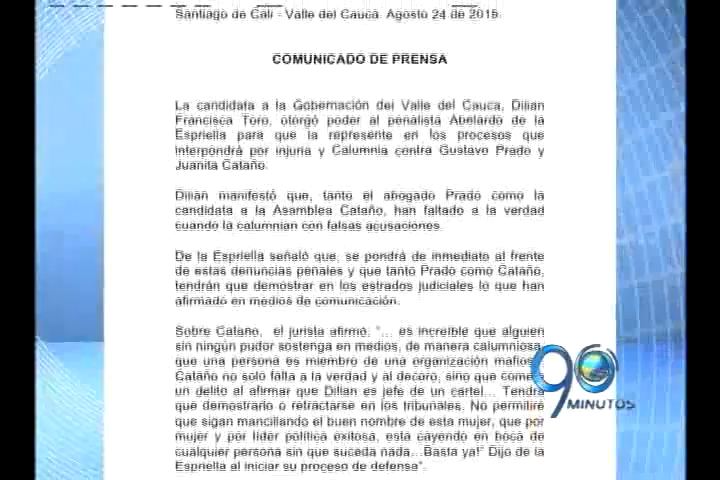 Santiago de Cali - Valle del Cauca. Agosto 24 de 2015.
COMUNICADO DE PRENSA
La candidata a la Gobernación del Valle del Cauca, Dilian
Francisca Toro, otorgó poder al penalista Abelardo de la
Espriella para que la represente en los procesos que
interpondrá por injuria y Calumnia contra Gustavo Prado y
Juanita Cataño.
Dilian manifestó que, tanto el abogado Prado como la
candidata a la Asamblea Cataño, han faltado a la verdad
cuando la calumnian con falsas acusaciones.
De la Espriella señaló que, se pondrá de inmediato al frente
de estas denuncias penales y que tanto Prado como Cataño,
tendrán que demostrar en los estrados judiciales lo que han
afirmado en medios de comunicación.
Sobre Cataño, el jurista afirmó: "... es increíble que alguien
sin ningún pudor sostenga en medios, de manera calumniosa,
que una persona es miembro de una organización mafiosa.
Cataño no solo falta a la verdad y al decoro, sino que comete
un delito al afirmar que Dilian es jefe de un cartel... Tendrá
que demostrarlo o retractarse en los tribunales. No permitiré
que sigan mancillando el buen nombre de esta mujer, que por
mujer y por líder política exitosa, está cayendo en boca de
cualquier persona sin que suceda nada...Basta ya!" Dijo de la
Espriella al iniciar su proceso de defensa".
90
MINUTOS